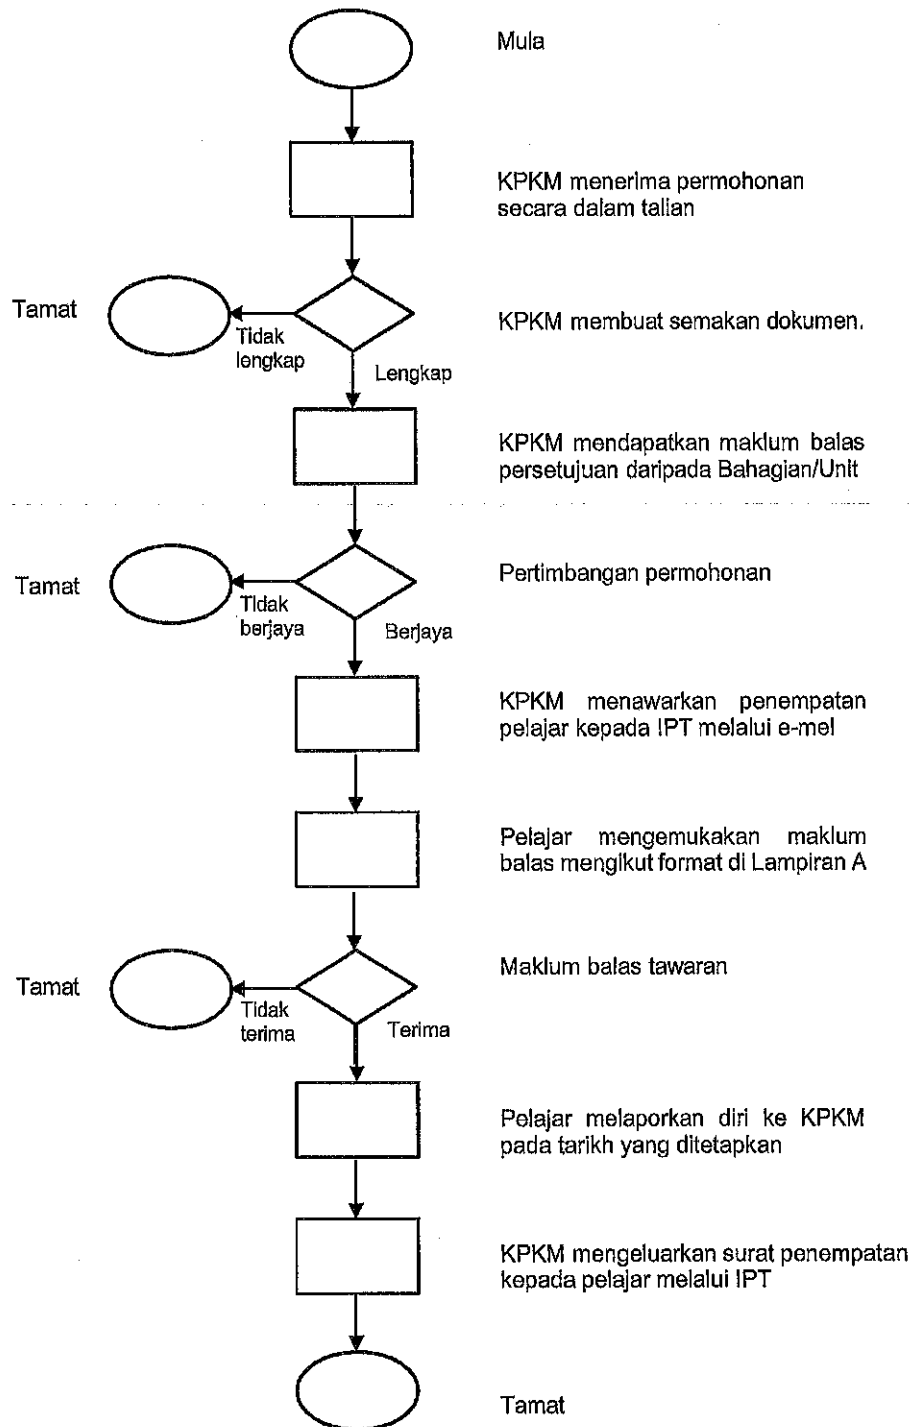 Mula
KPKM menerima permohonan
secara dalam talian
Tamat
Tidak
lengkap
KPKM membuat semakan dokumen.
Lengkap
KPKM mendapatkan maklum balas
persetujuan daripada Bahagian/Unit
Tamat
Tidak
berjaya
Pertimbangan permohonan
Berjaya
KPKM menawarkan penempatan
pelajar kepada IPT melalui e-mel
Pelajar mengemukakan maklum
balas mengikut format di Lampiran A
Tamat
Tidak
terima
Maklum balas tawaran
Terima
Pelajar melaporkan diri ke KPKM
pada tarikh yang ditetapkan
KPKM mengeluarkan surat penempatan
kepada pelajar melalui IPT
Tamat